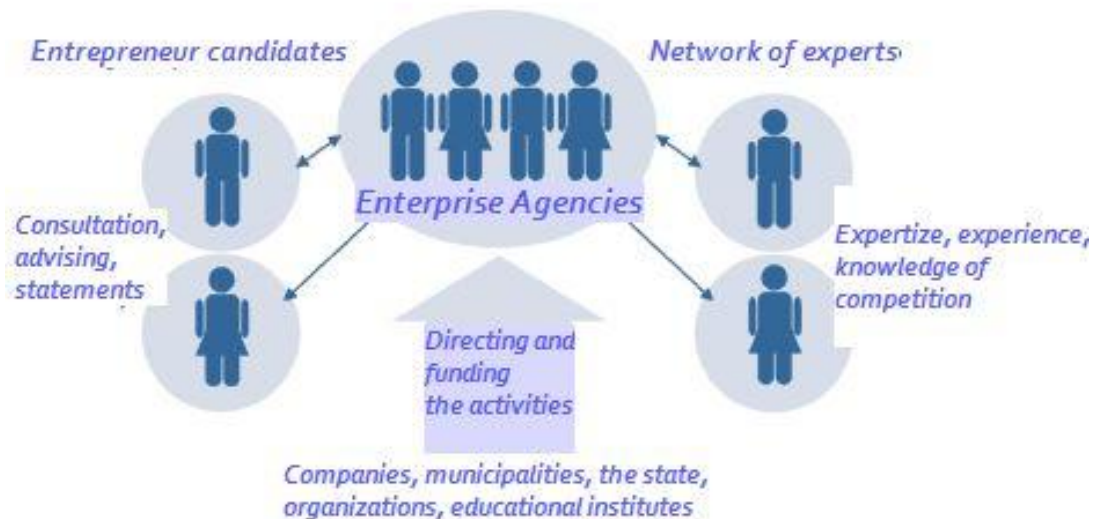 Entrepreneur candidates
Network of experts
Enterprise Agencies
Consultation,
advising,
statements
Expertize, experience,
knowledge of
competition
Directing and
funding
the activities
Companies, municipalities, the state,
organizations, educational institutes